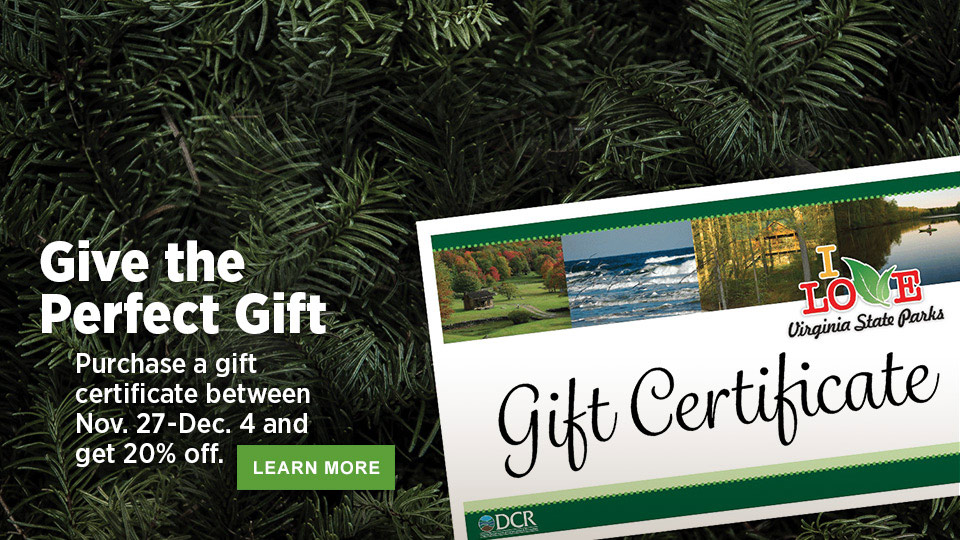 Give the
Perfect Gift
Purchase a gift
certificate between
Nov. 27-Dec. 4 and
get 20% off.
LEARN MORE
I
LOVE
Virginia State Parks
Gift Certificate
DCR